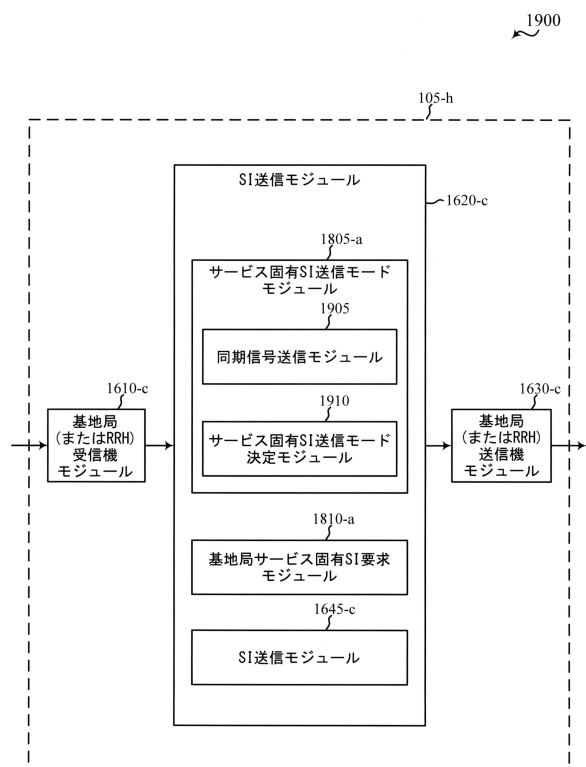 1900
105-h
SI送信モジュール
1620-c
1805-a
サービス固有SI送信モード
モジュール
1905
同期信号送信モジュール
1910
サービス固有SI送信モード
決定モジュール
1610-c
基地局
(またはRRH)
受信機
モジュール
1630-c
基地局
(またはRRH)
送信機
モジュール
1810-a
基地局サービス固有SI要求
モジュール
1645-c
SI送信モジュール